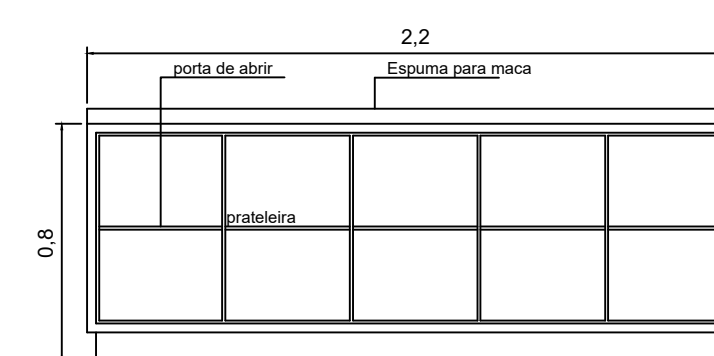 2,2
porta de abrir
Espuma para maca
prateleira
0,8